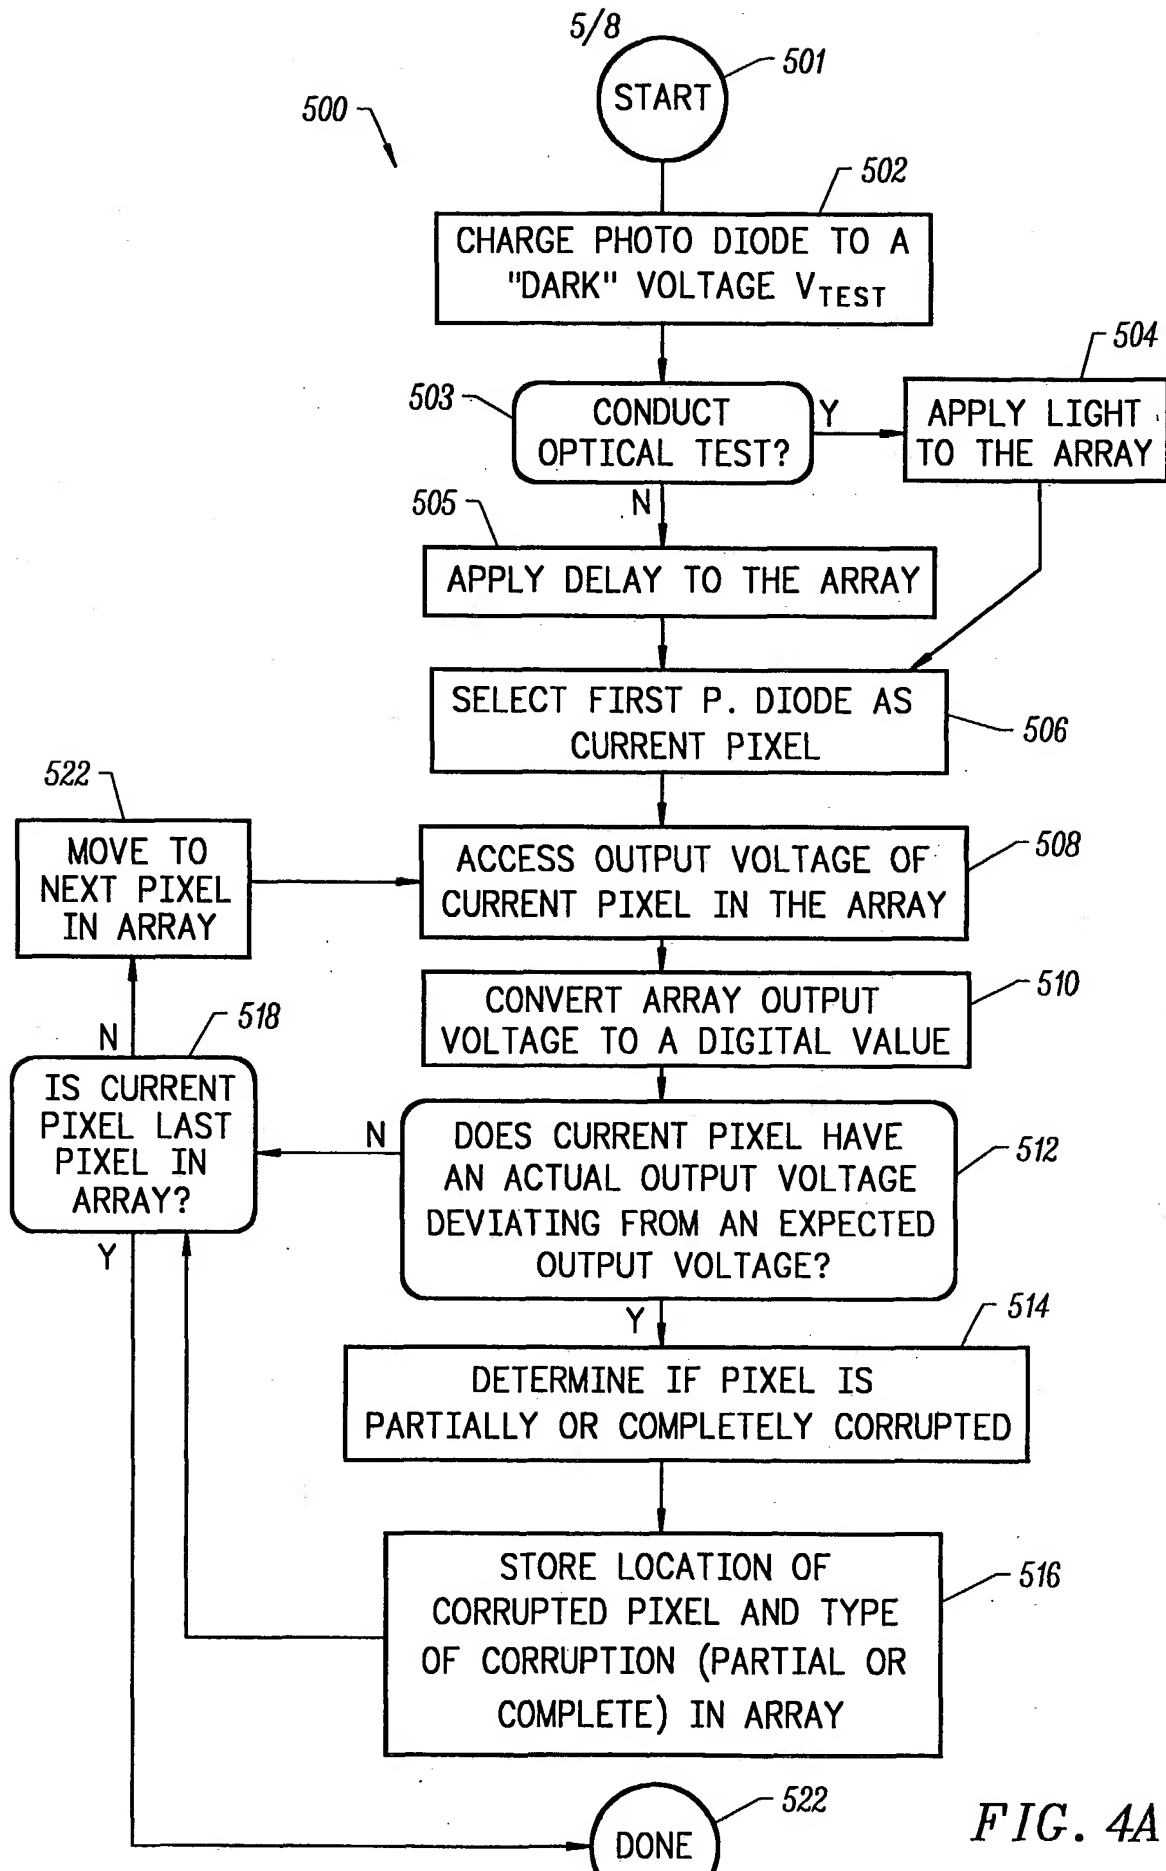 5/8
START
501
500
502
CHARGE PHOTO DIODE TO A
"DARK" VOLTAGE VTEST
503
CONDUCT
OPTICAL TEST?
Y
504
APPLY LIGHT
TO THE ARRAY
N
505
APPLY DELAY TO THE ARRAY
SELECT FIRST P. DIODE AS
CURRENT PIXEL
506
522
MOVE TO
NEXT PIXEL
IN ARRAY
ACCESS OUTPUT VOLTAGE OF
CURRENT PIXEL IN THE ARRAY
508
CONVERT ARRAY OUTPUT
VOLTAGE TO A DIGITAL VALUE
510
N
518
IS CURRENT
PIXEL LAST
PIXEL IN
ARRAY?
Y
N
DOES CURRENT PIXEL HAVE
AN ACTUAL OUTPUT VOLTAGE
DEVIATING FROM AN EXPECTED
OUTPUT VOLTAGE?
512
Y
514
DETERMINE IF PIXEL IS
PARTIALLY OR COMPLETELY CORRUPTED
STORE LOCATION OF
CORRUPTED PIXEL AND TYPE
OF CORRUPTION (PARTIAL OR
COMPLETE) IN ARRAY
516
522
DONE
FIG. 4A